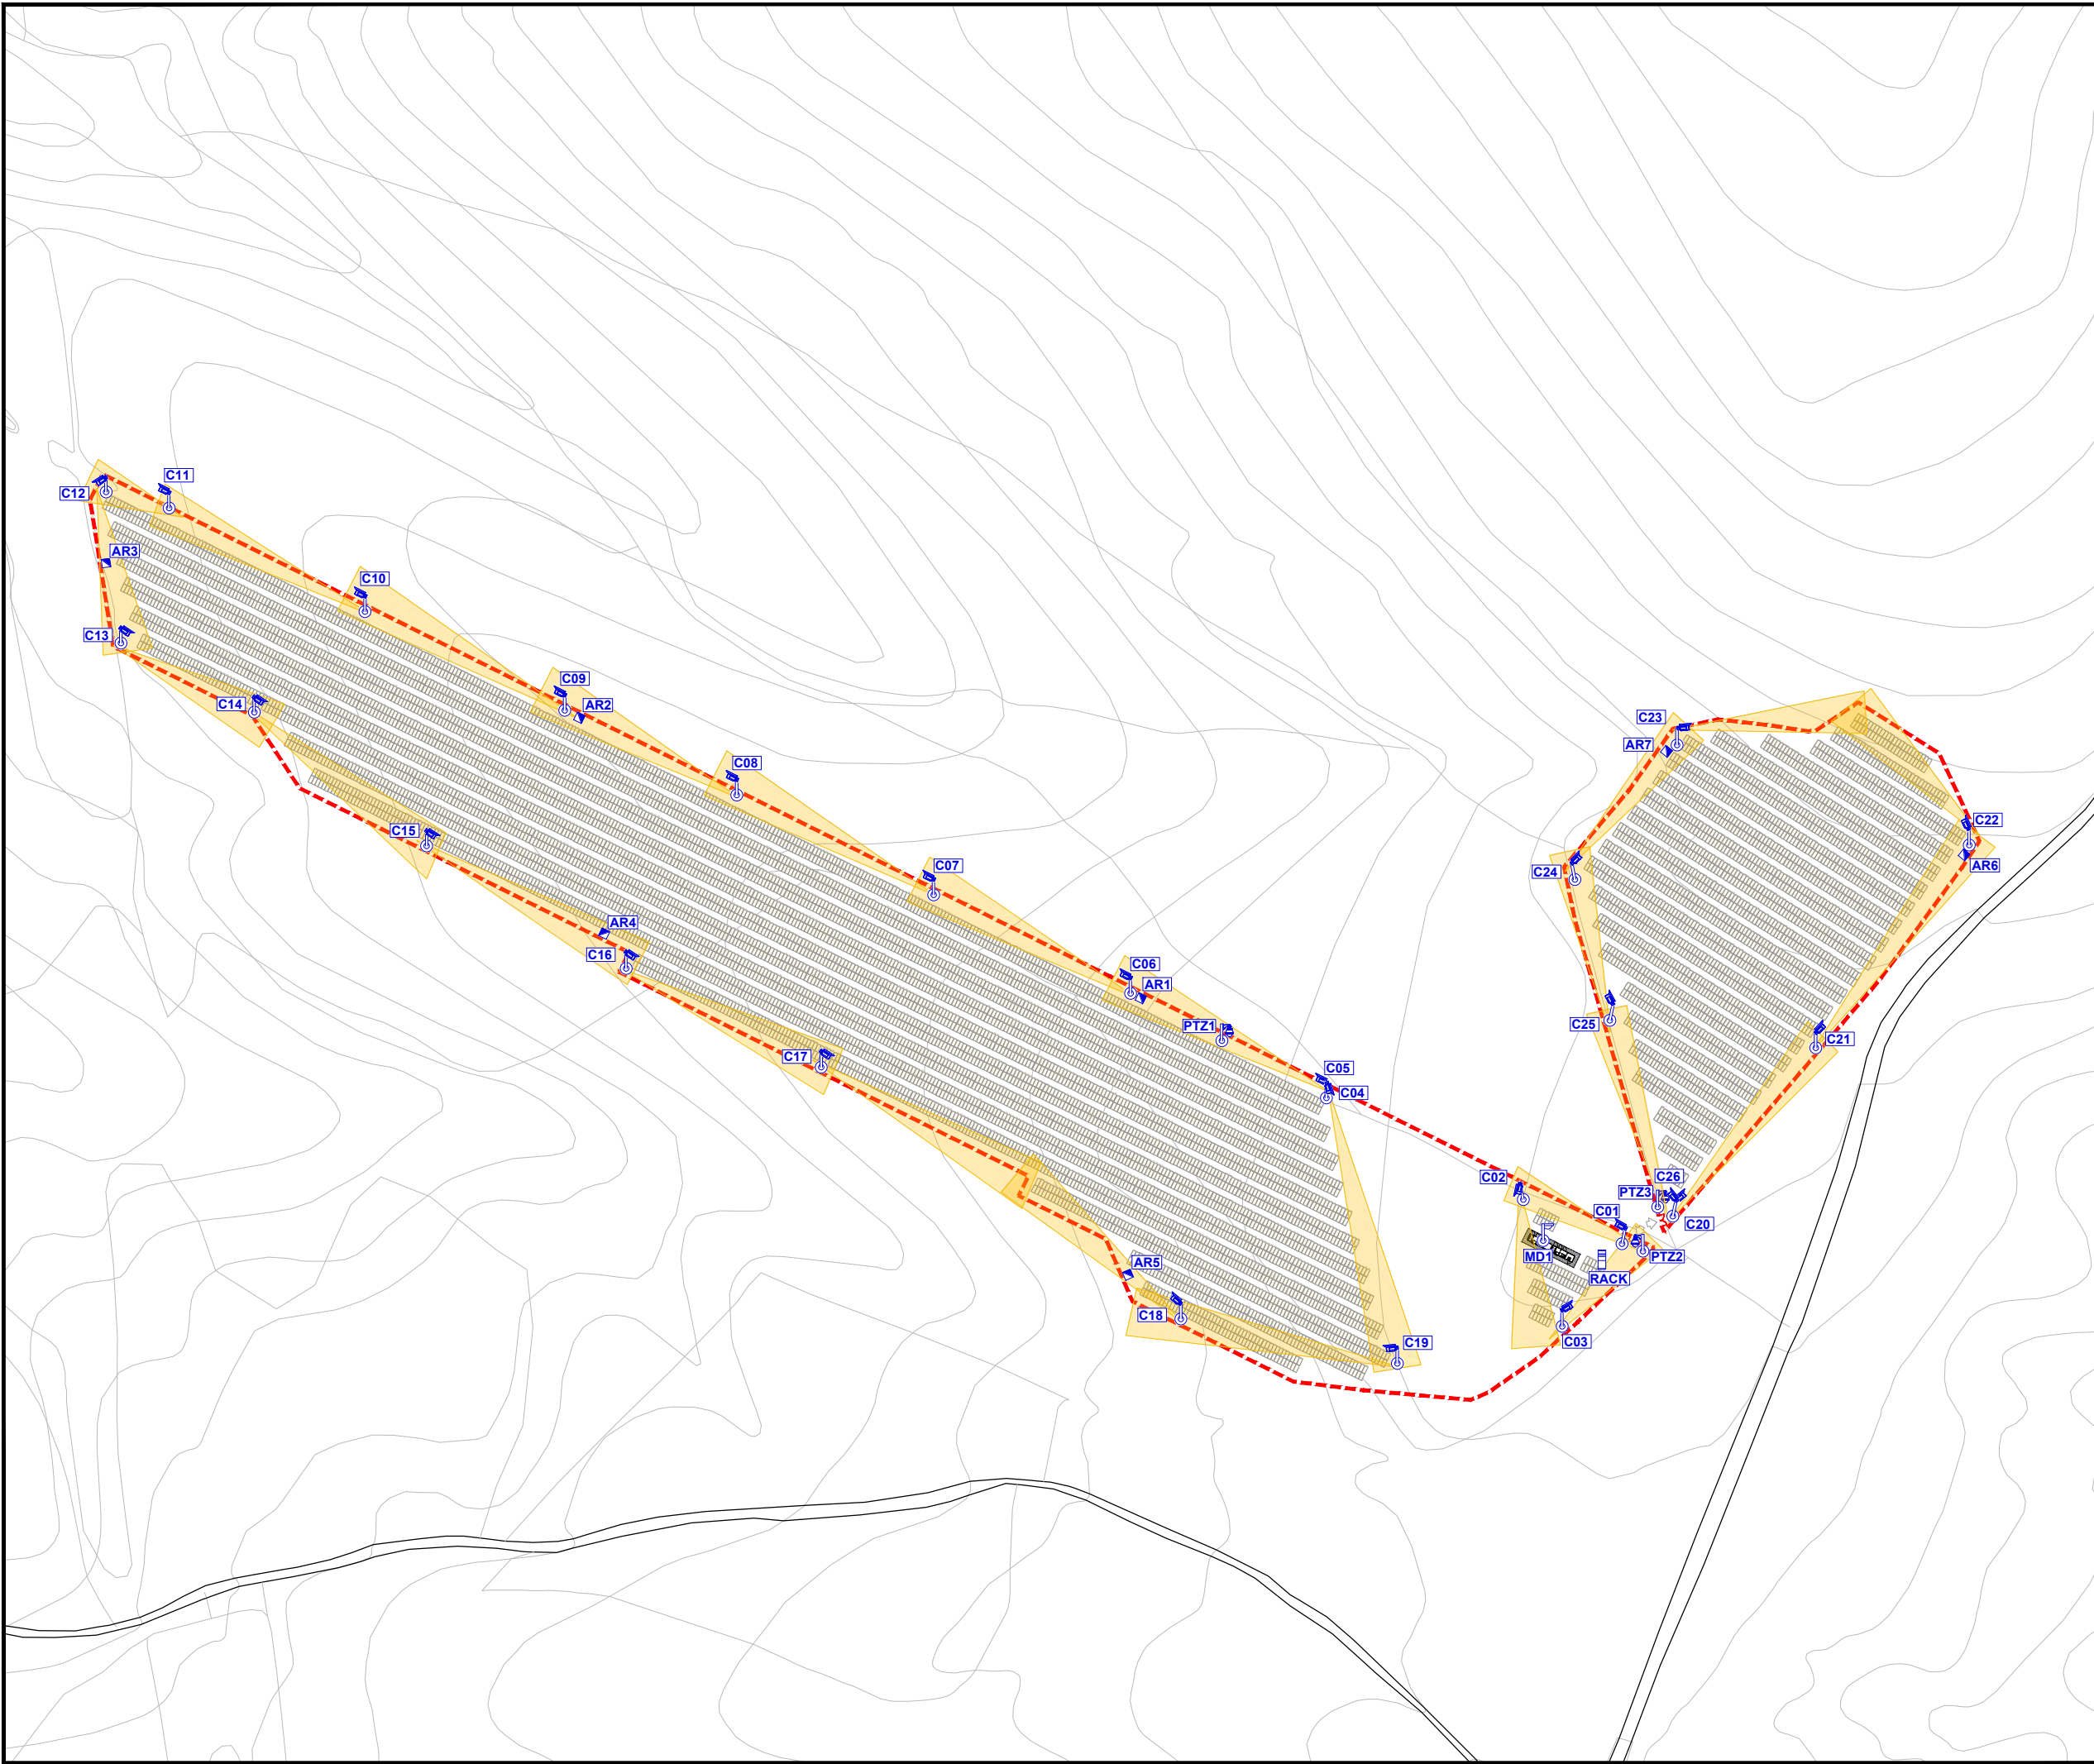 C11
C12
AR3
C10
C13
C09
C14
AR2
C23
AR7
C08
C22
C15
C07
AR6
C24
AR4
C16
C06
AR1
PTZ1
C25
C21
C17
C05
C04
C02
C26
PTZ3
C01
C20
MD1
PTZ2
AR5
RACK
C18
C03
C19